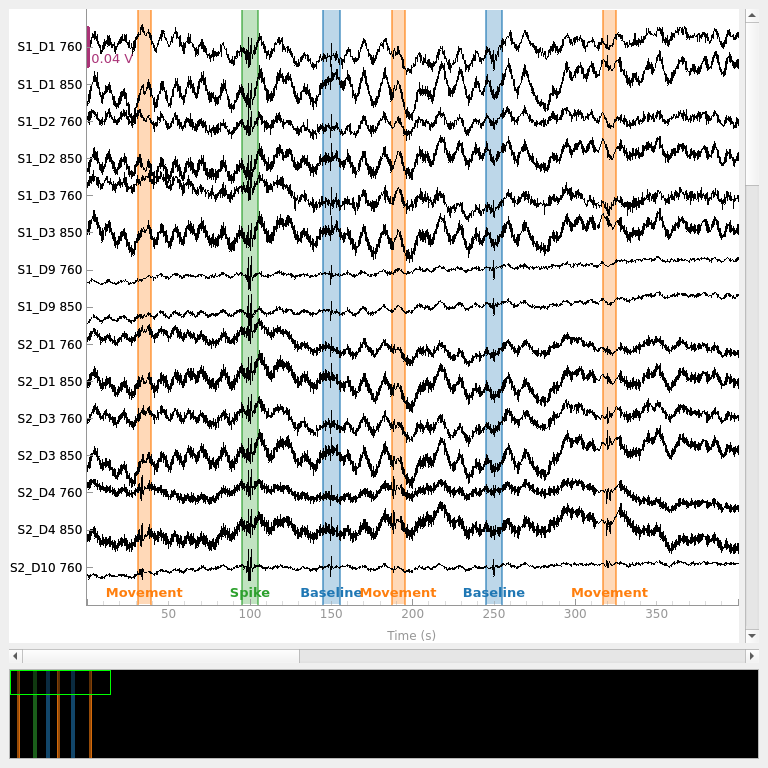 S1_D1 760
0.04 V
S1_D1 850
S1_D2 760
S1_D2 850
S1_D3 760
S1_D3 850
S1_D9 760
S1_D9 850
S2_D1 760
S2_D1 850
S2_D3 760
S2_D3 850
S2_D4 760
S2_D4 850
S2_D10 760
Movement Spike Baseline Movement Baseline Movement
50 100 150 200 250 300 350
Time (s)